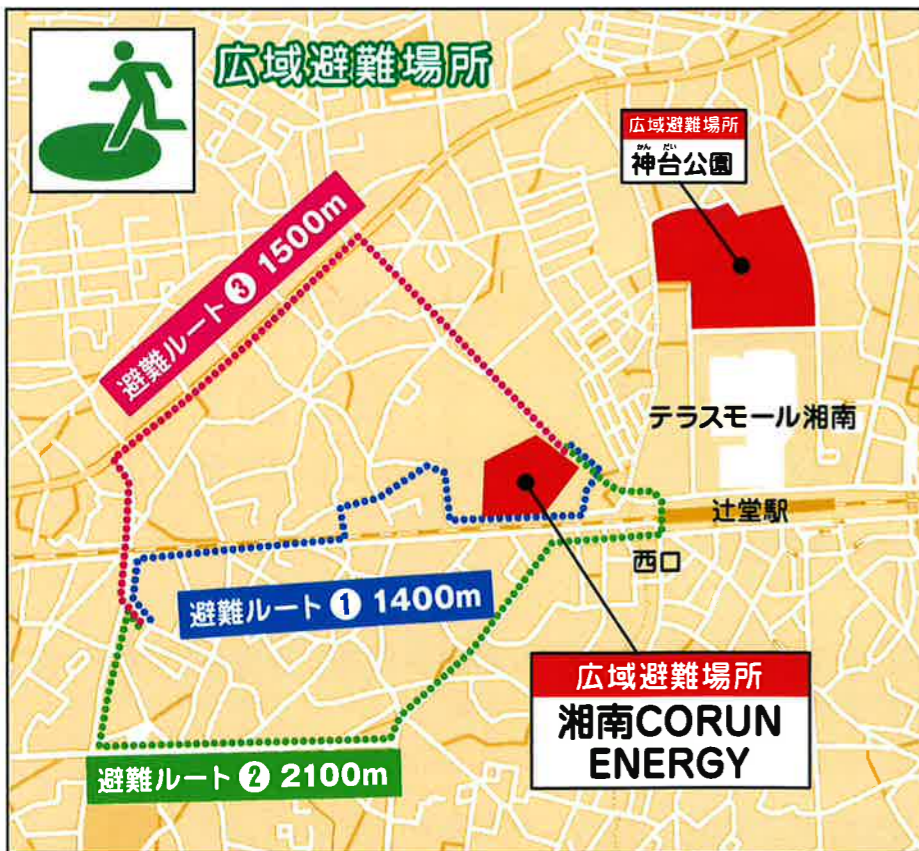 広域避難場所
広域避難場所
かん だい
神台公園
避難ルート③ 1500m
テラスモール湘南
辻堂駅
西口
避難ルート① 1400m
広域避難場所
湘南CORUN
ENERGY
避難ルート② 2100m